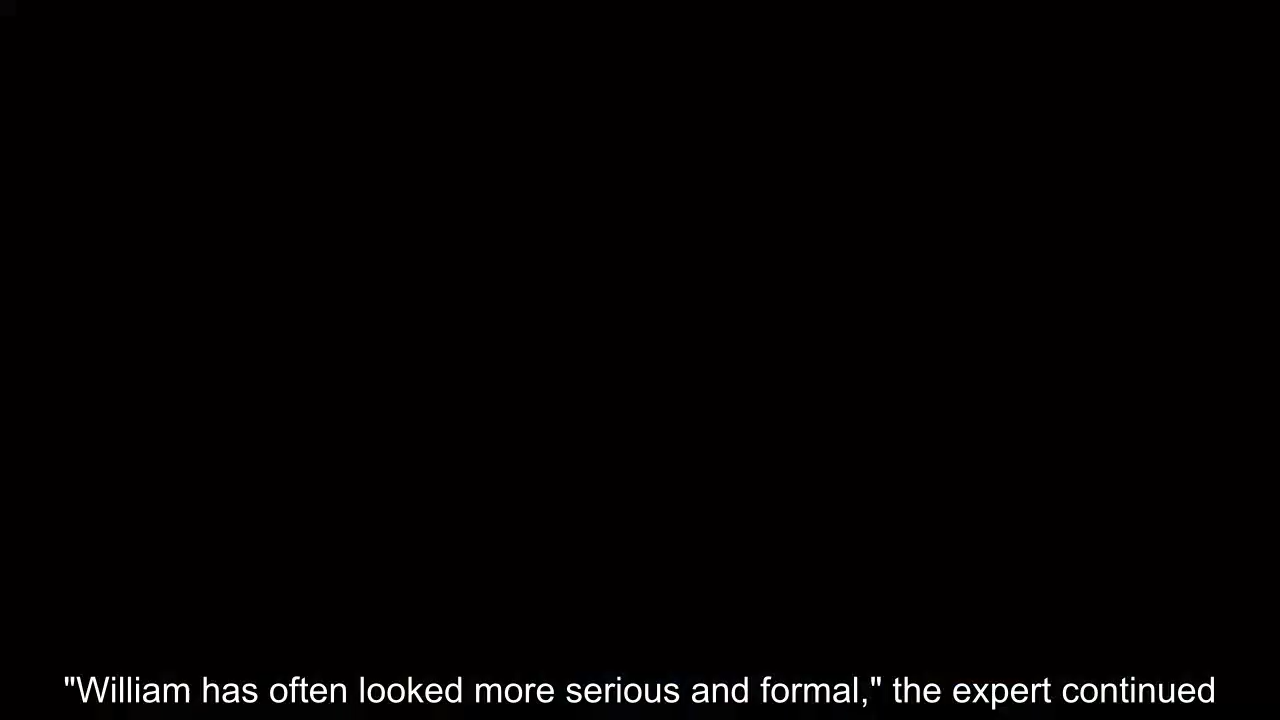 "William has often looked more serious and formal," the expert continued